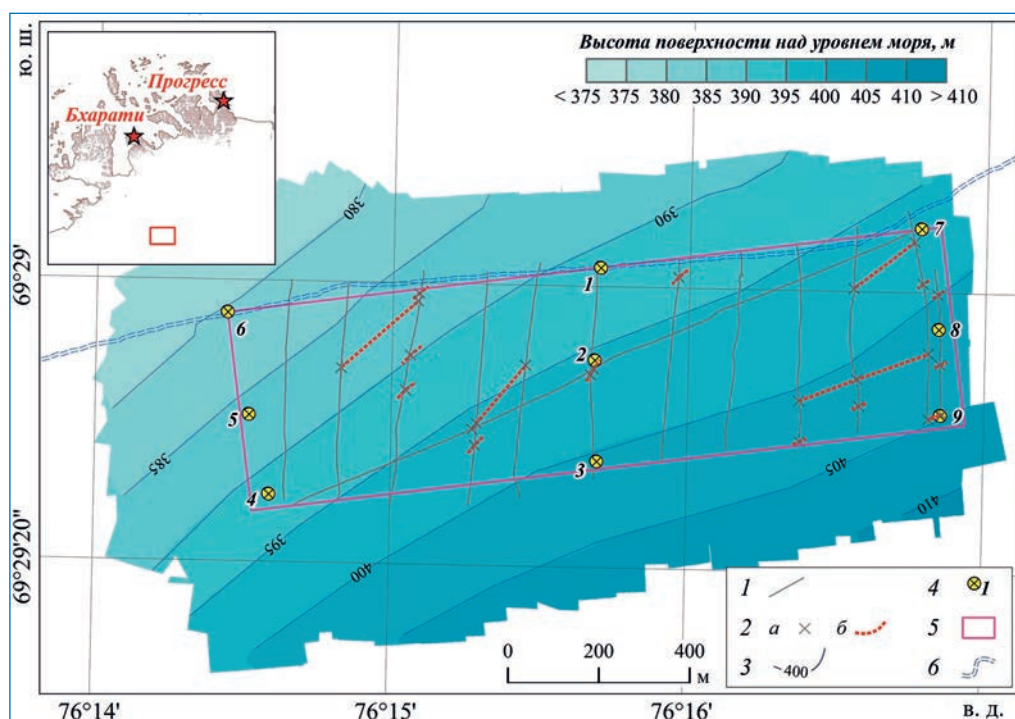 ю. ш.
Высота поверхности над уровнем моря, м
< 375 375 380 385 390 395 400 405 410 > 410
Прогресс
Бхарати
380
390
7
69°29'
1
6
8
2
5
9
385
3
405
4
410
395
400
69°29'20"
1
4 1
2 а б
5
3 400
6
0 200 400
м
76°14' 76°15' 76°16' в. д.